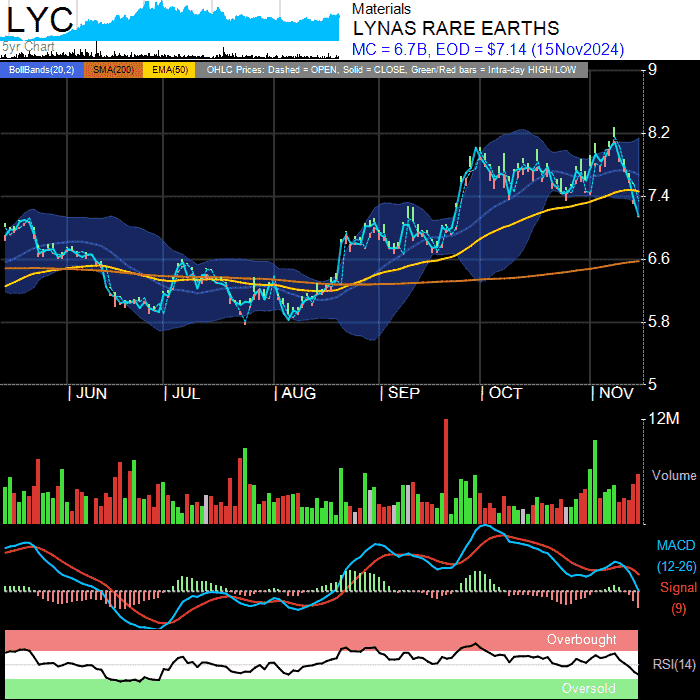 LYC
5yr Chart
Materials
LYNAS RARE EARTHS
MC = 6.7B, EOD = $7.14 (15Nov2024)
BollBands(20,2) SMA(200) EMA(50) OHLC Prices: Dashed = OPEN, Solid = CLOSE, Green/Red bars = Intra-day HIGH/LOW
9
8.2
7.4
6.6
5.8
5
| JUN | JUL | AUG | SEP | OCT | NOV
12M
Volume
MACD
(12-26)
Signal
(9)
Overbought
RSI(14)
Oversold